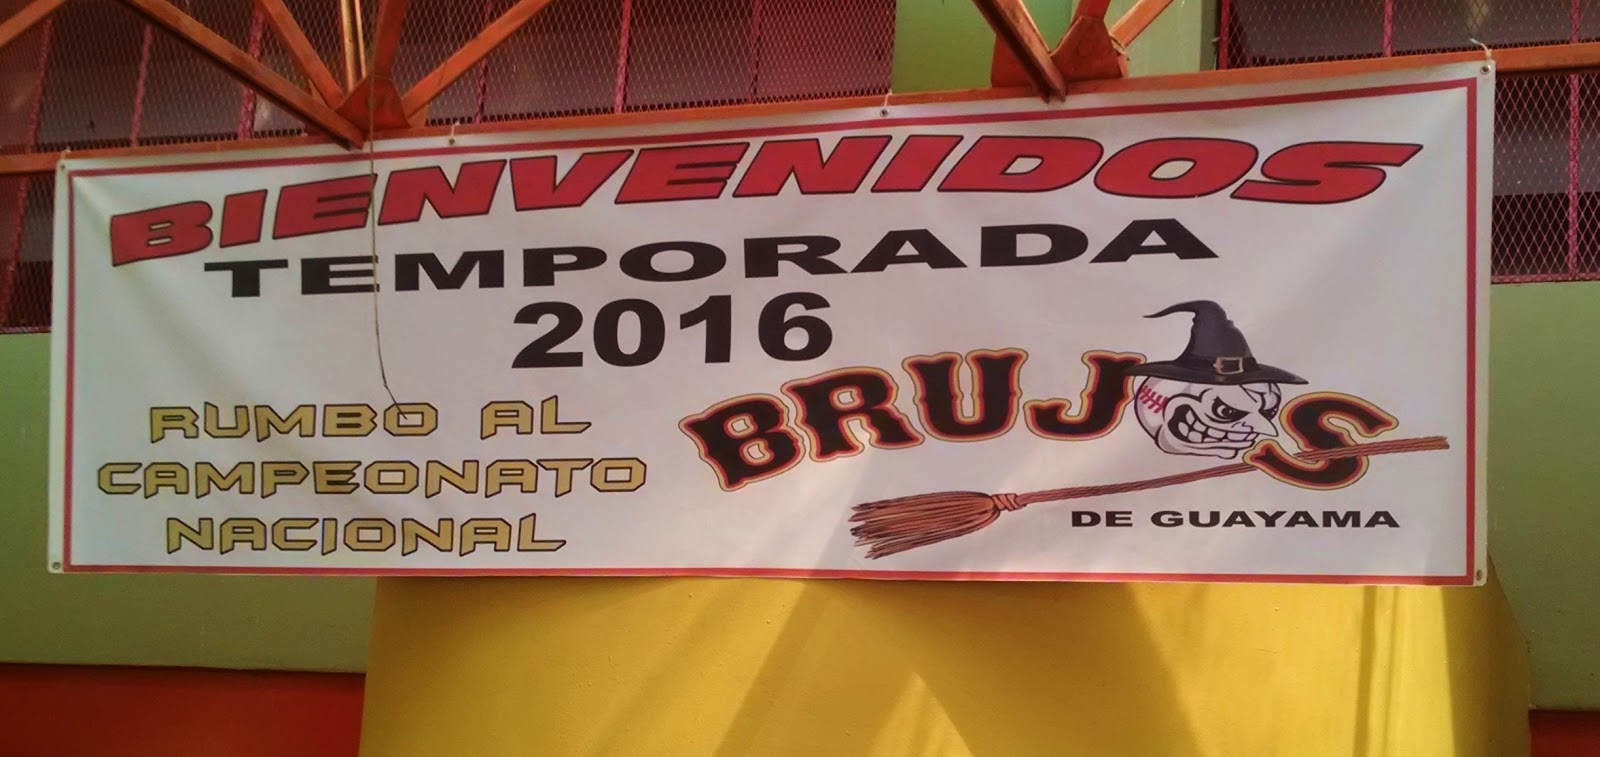 BIENVENIDOS
TEMPORADA
2016
RUMBO AL
CAMPEONATO
NACIONAL
BRUJOS
DE GUAYAMA